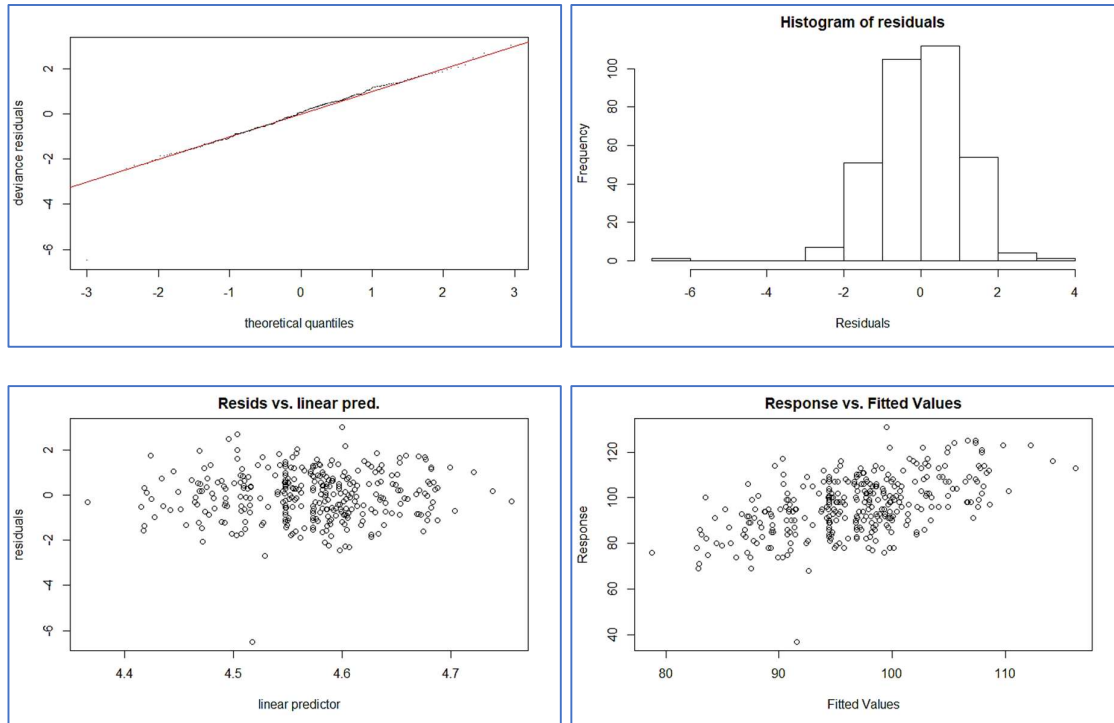 2
0
-2
-4
-6
deviance residuals
-3 -2 -1 0 1 2 3
theoretical quantiles
Histogram of residuals
100
80
60
40
20
0
Frequency
-6 -4 -2 0 2 4
Residuals
Resids vs. linear pred.
2
0
-2
-4
-6
residuals
4.4 4.5 4.6 4.7
linear predictor
Response vs. Fitted Values
120
100
80
60
40
Response
80 90 100 110
Fitted Values